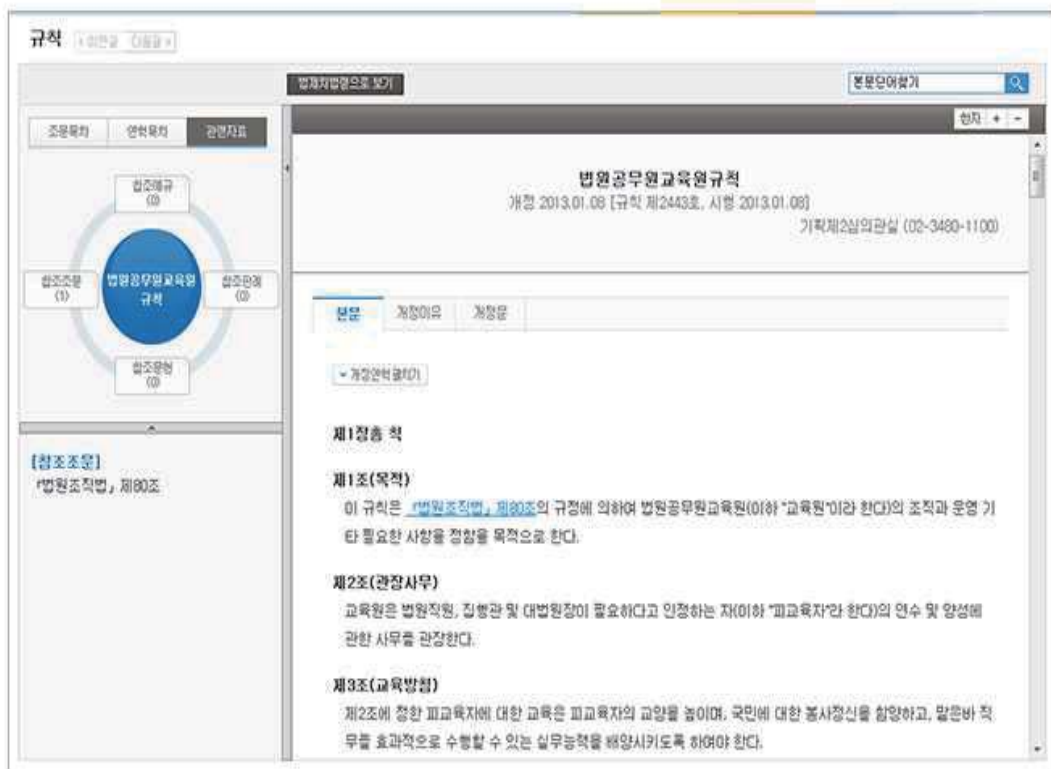 규칙
이전글 다음글
법제처법령으로 보기
본문단어찾기
조문목차 연혁목차 관련자료
한자 + -
참조예규
(0)
참조조문
(1)
법원공무원교육원
규칙
참조판례
(0)
참조문헌
(0)
[참조조문]
「법원조직법」 제80조
법원공무원교육원규칙
개정 2013.01.08 [규칙 제2443호, 시행 2013.01.08]
기획제2심의관실 (02-3480-1100)
본문 개정이유 개정문
개정연혁펼치기
제1장총 칙
제1조(목적)
이 규칙은 「법원조직법」 제80조의 규정에 의하여 법원공무원교육원(이하 "교육원"이라 한다)의 조직과 운영 기
타 필요한 사항을 정함을 목적으로 한다.
제2조(관장사무)
교육원은 법원직원, 집행관 및 대법원장이 필요하다고 인정하는 자(이하 "피교육자"라 한다)의 연수 및 양성에
관한 사무를 관장한다.
제3조(교육방침)
제2조에 정한 피교육자에 대한 교육은 피교육자의 교양을 높이며, 국민에 대한 봉사정신을 함양하고, 맡은바 직
무를 효과적으로 수행할 수 있는 실무능력을 배양시키도록 하여야 한다.